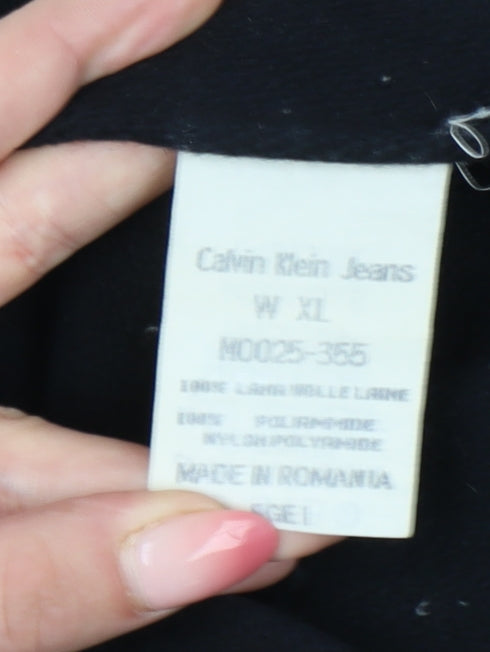 Calvin Klein Jeans
W XL
M0025-355
100% LANA WOLLE LAINE
100% POLIAMMIDE
NYLON POLYAMIDE
MADE IN ROMANIA